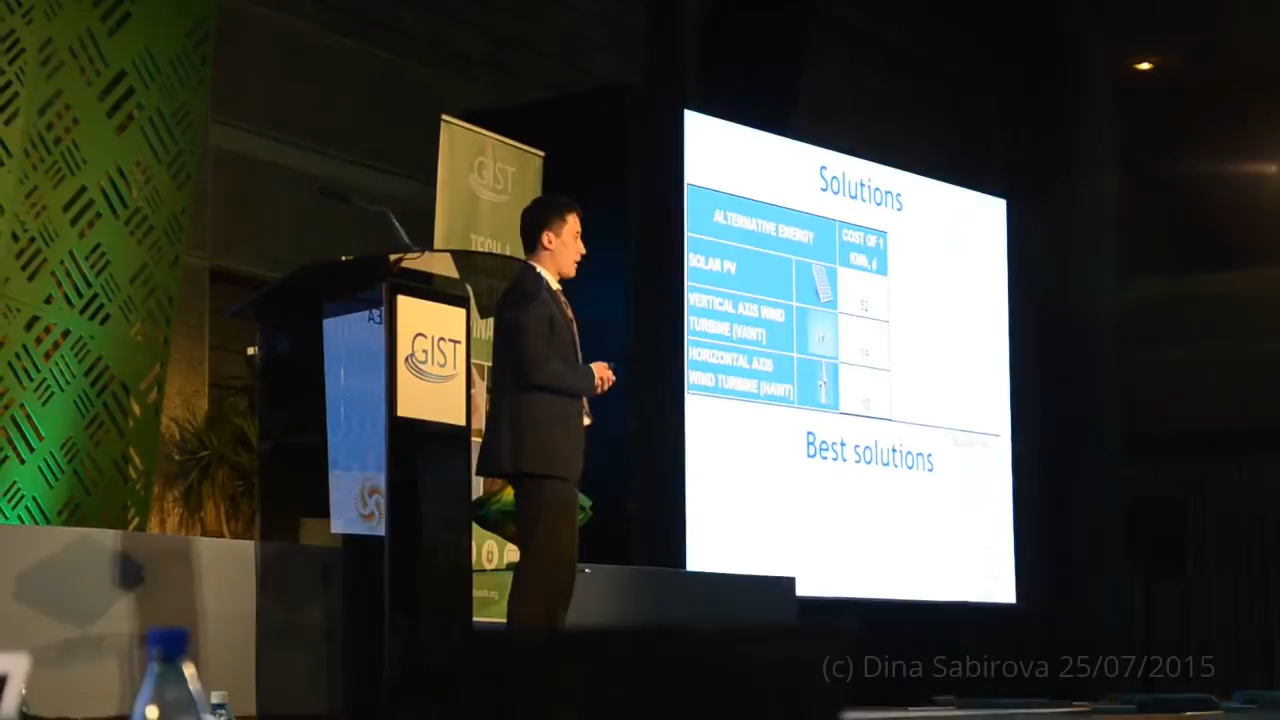 GIST
GIST
Solutions
ALTERNATIVE ENERGY
COST OF 1
KWh, ₽
SOLAR PV
VERTICAL AXIS WIND
TURBINE (VAWT)
HORIZONTAL AXIS
WIND TURBINE (HAWT)
Best solutions
(c) Dina Sabirova 25/07/2015